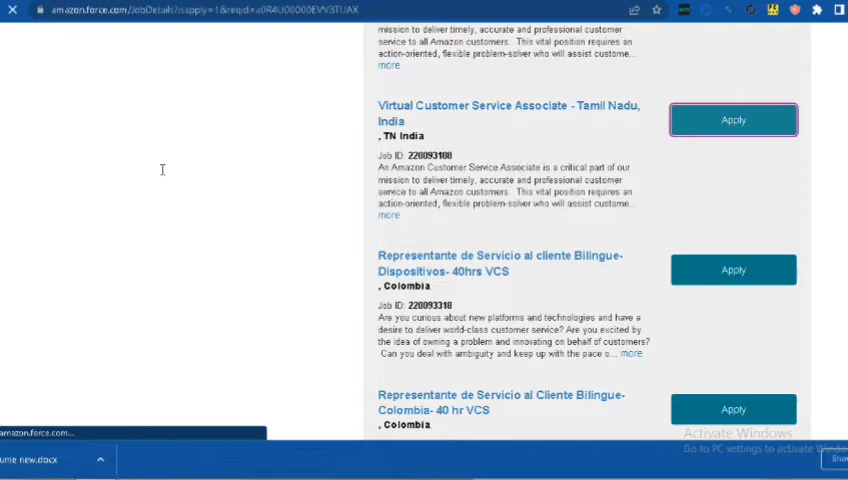 amazon.force.com/JobDetails?isapply=1&reqid=a0R4U00000EVV3TUAX
mission to deliver timely, accurate and professional customer
service to all Amazon customers. This vital position requires an
action-oriented, flexible problem-solver who will assist custome...
more
Virtual Customer Service Associate - Tamil Nadu,
India
Apply
, TN India
Job ID: 220093108
An Amazon Customer Service Associate is a critical part of our
mission to deliver timely, accurate and professional customer
service to all Amazon customers. This vital position requires an
action-oriented, flexible problem-solver who will assist custome...
more
Representante de Servicio al cliente Bilingue-
Dispositivos- 40hrs VCS
Apply
, Colombia
Job ID: 220093318
Are you curious about new platforms and technologies and have a
desire to deliver world-class customer service? Are you excited by
the idea of owning a problem and innovating on behalf of customers?
Can you deal with ambiguity and keep up with the pace o... more
Representante de Servicio al Cliente Bilingue-
Colombia- 40 hr VCS
Apply
, Colombia
Activate Windows
Go to PC settings to activate Windo
amazon.force.com...
ume new.docx
Sho